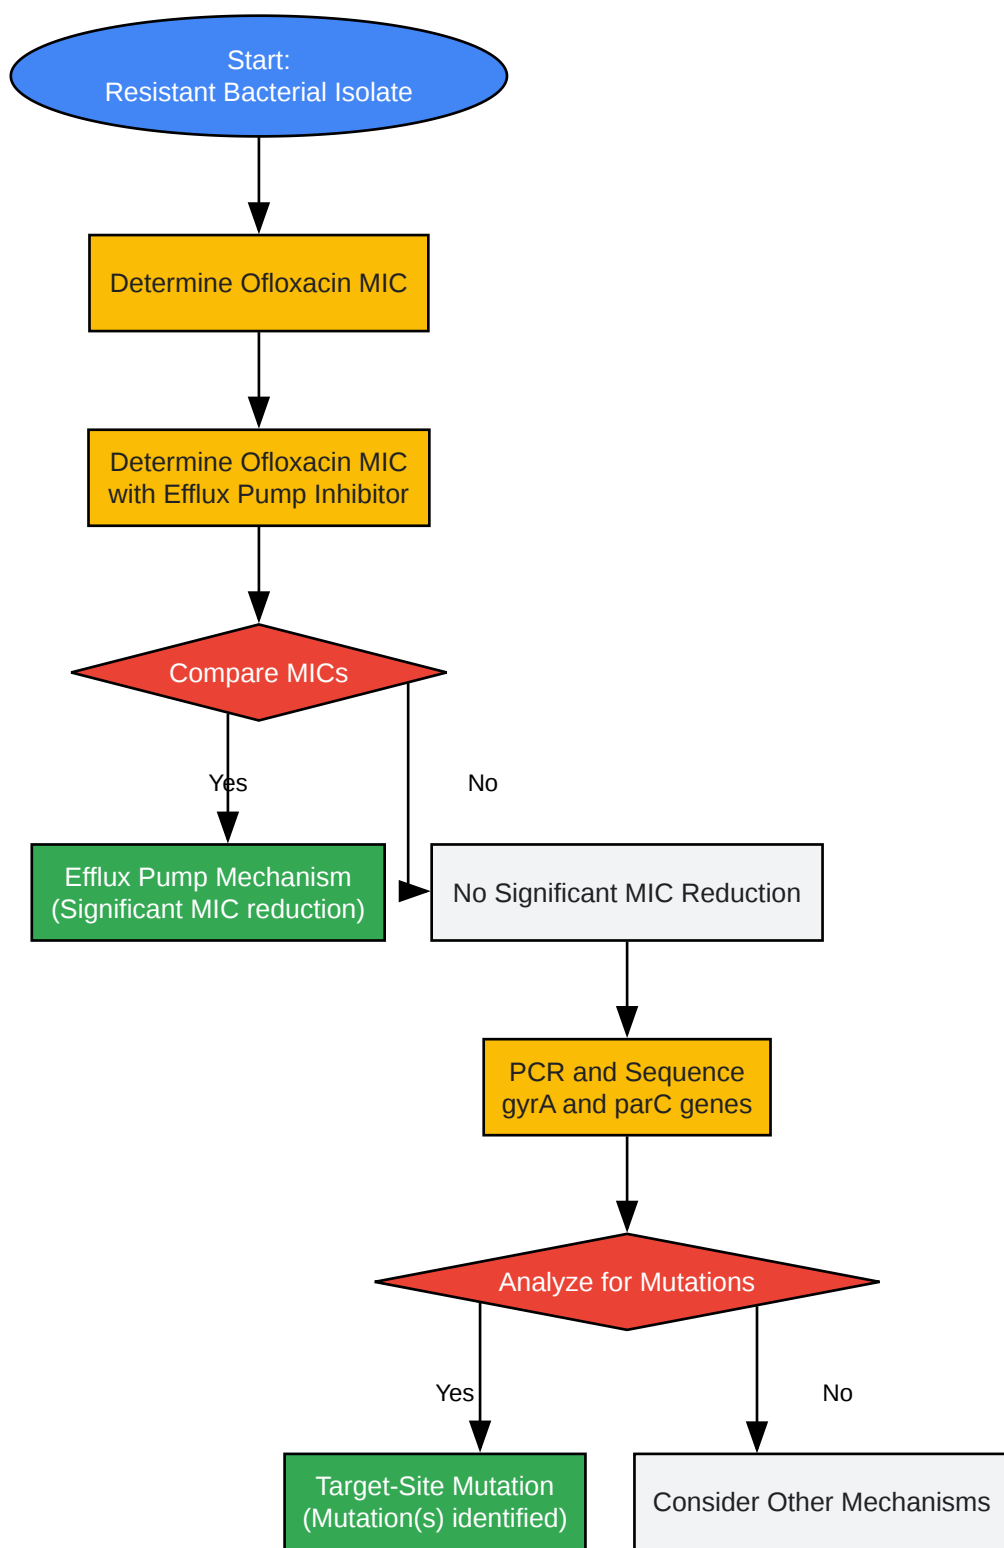 Start:
Resistant Bacterial Isolate
Determine Ofloxacin MIC
Determine Ofloxacin MIC
with Efflux Pump Inhibitor
Compare MICs
Yes
No
Efflux Pump Mechanism
(Significant MIC reduction)
No Significant MIC Reduction
PCR and Sequence
gyrA and parC genes
Analyze for Mutations
Yes
No
Target-Site Mutation
(Mutation(s) identified)
Consider Other Mechanisms